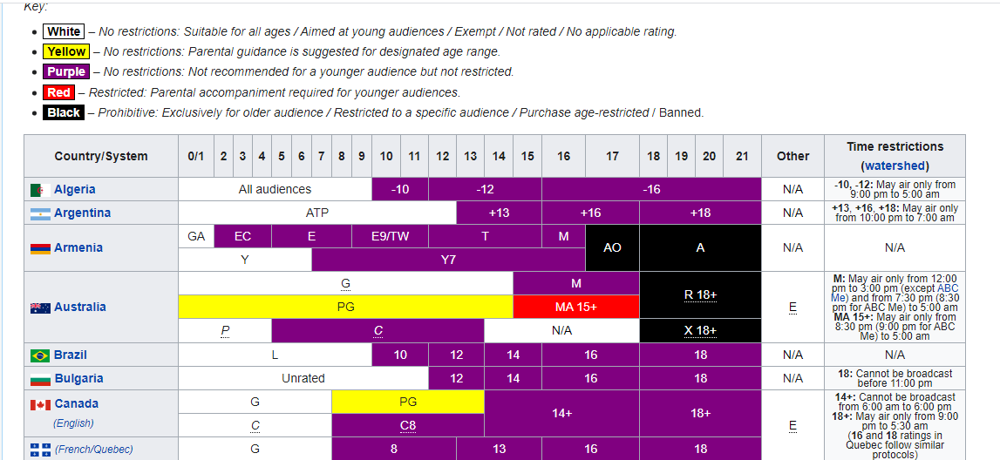 Key:
White – No restrictions: Suitable for all ages / Aimed at young audiences / Exempt / Not rated / No applicable rating.
Yellow – No restrictions: Parental guidance is suggested for designated age range.
Purple – No restrictions: Not recommended for a younger audience but not restricted.
Red – Restricted: Parental accompaniment required for younger audiences.
Black – Prohibitive: Exclusively for older audience / Restricted to a specific audience / Purchase age-restricted / Banned.
Country/System 0/1 2 3 4 5 6 7 8 9 10 11 12 13 14 15 16 17 18 19 20 21 Other Time restrictions
(watershed)
Algeria All audiences -10 -12 -16 N/A -10, -12: May air only from
9:00 pm to 5:00 am
Argentina ATP +13 +16 +18 N/A +13, +16, +18: May air only
from 10:00 pm to 7:00 am
Armenia GA EC E E9/TW T M AO A N/A N/A
Y Y7
Australia G M R 18+ E M: May air only from 12:00
pm to 3:00 pm (except ABC
Me) and from 7:30 pm (8:30
pm for ABC Me) to 5:00 am
MA 15+: May air only from
8:30 pm (9:00 pm for ABC
Me) to 5:00 am
PG MA 15+
P C N/A X 18+
Brazil L 10 12 14 16 18 N/A N/A
Bulgaria Unrated 12 14 16 18 N/A 18: Cannot be broadcast
before 11:00 pm
Canada
(English) G PG 14+ 18+ E 14+: Cannot be broadcast
from 6:00 am to 6:00 pm
18+: May air only from 9:00
pm to 5:30 am
(16 and 18 ratings in
Quebec follow similar
protocols)
C C8
(French/Quebec) G 8 13 16 18